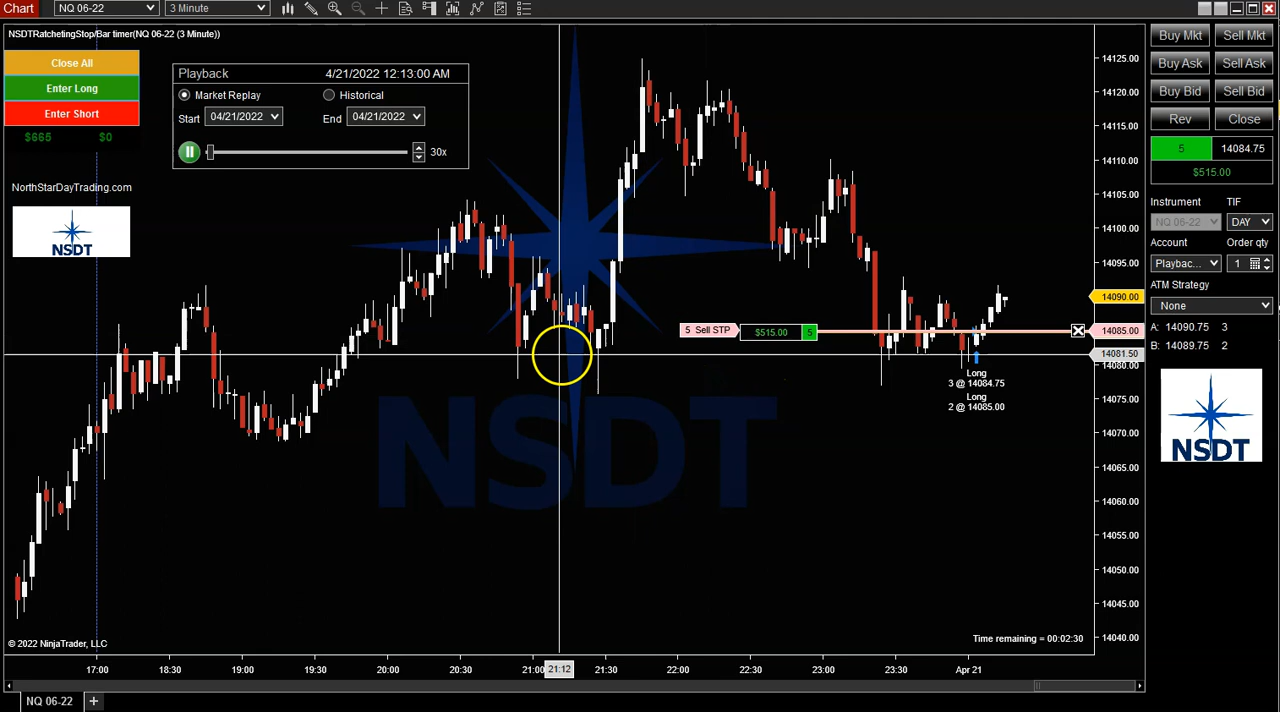 Chart
NQ 06-22
3 Minute
NSDTRatchetingStop/Bar timer(NQ 06-22 (3 Minute))
Close All
Enter Long
Enter Short
$665 $0
NorthStarDayTrading.com
NSDT
Playback 4/21/2022 12:13:00 AM
Market Replay Historical
Start 04/21/2022 End 04/21/2022
30x
NSDT
5 Sell STP $515.00 5
Long
3 @ 14084.75
Long
2 @ 14085.00
14125.00
14120.00
14115.00
14110.00
14105.00
14100.00
14095.00
14090.00
14085.00
14081.50
14080.00
14075.00
14070.00
14065.00
14060.00
14055.00
14050.00
14045.00
14040.00
Buy Mkt Sell Mkt
Buy Ask Sell Ask
Buy Bid Sell Bid
Rev Close
5 14084.75
$515.00
Instrument TIF
NQ 06-22 DAY
Account Order qty
Playbac... 1
ATM Strategy
None
A: 14090.75 3
B: 14089.75 2
NSDT
© 2022 NinjaTrader, LLC
Time remaining = 00:02:30
17:00 18:30 19:00 19:30 20:00 20:30 21:00 21:12 21:30 22:00 22:30 23:00 23:30 Apr 21
NQ 06-22 +